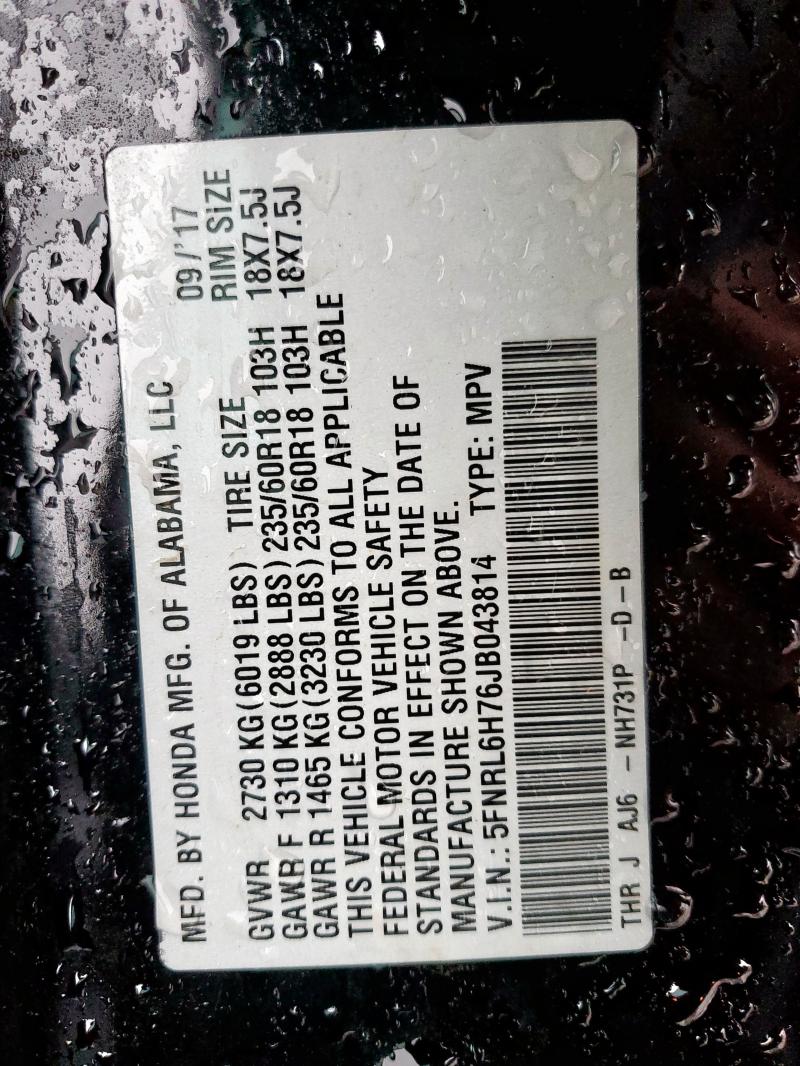 MFD. BY HONDA MFG. OF ALABAMA, LLC
09/'17
GVWR 2730 KG(6019 LBS) TIRE SIZE RIM SIZE
GAWR F 1310 KG(2888 LBS) 235/60R18 103H 18X7.5J
GAWR R 1465 KG(3230 LBS) 235/60R18 103H 18X7.5J
THIS VEHICLE CONFORMS TO ALL APPLICABLE
FEDERAL MOTOR VEHICLE SAFETY
STANDARDS IN EFFECT ON THE DATE OF
MANUFACTURE SHOWN ABOVE.
V.I.N.: 5FNRL6H76JB043814 TYPE: MPV
THR J AJ6 -NH731P -D-B